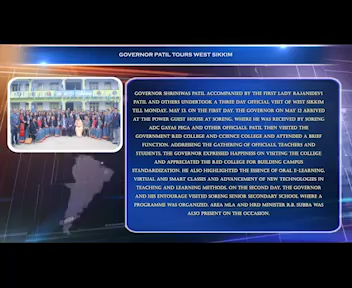 GOVERNOR PATIL TOURS WEST SIKKIM
GOVERNOR SHRINIWAS PATIL ACCOMPANIED BY THE FIRST LADY RAJANIDEVI
PATIL AND OTHERS UNDERTOOK A THREE DAY OFFICIAL VISIT OF WEST SIKKIM
TILL MONDAY, MAY 13. ON THE FIRST DAY, THE GOVERNOR ON MAY 12 ARRIVED
AT THE POWER GUEST HOUSE AT SORENG, WHERE HE WAS RECEIVED BY SORENG
ADC GAYAS PEGA AND OTHER OFFICIALS. PATIL THEN VISITED THE
GOVERNMENT B.ED COLLEGE AND SCIENCE COLLEGE AND ATTENDED A BRIEF
FUNCTION. ADDRESSING THE GATHERING OF OFFICIALS, TEACHERS AND
STUDENTS, THE GOVERNOR EXPRESSED HAPPINESS ON VISITING THE COLLEGE
AND APPRECIATED THE B.ED COLLEGE FOR BUILDING CAMPUS
STANDARDIZATION. HE ALSO HIGHLIGHTED THE ESSENCE OF ORAL E-LEARNING,
VIRTUAL AND SMART CLASSES AND ADVANCEMENT OF NEW TECHNOLOGIES IN
TEACHING AND LEARNING METHODS. ON THE SECOND DAY, THE GOVERNOR
AND HIS ENTOURAGE VISITED SORENG SENIOR SECONDARY SCHOOL WHERE A
PROGRAMME WAS ORGANIZED. AREA MLA AND HRD MINISTER R.B. SUBBA WAS
ALSO PRESENT ON THE OCCASION.